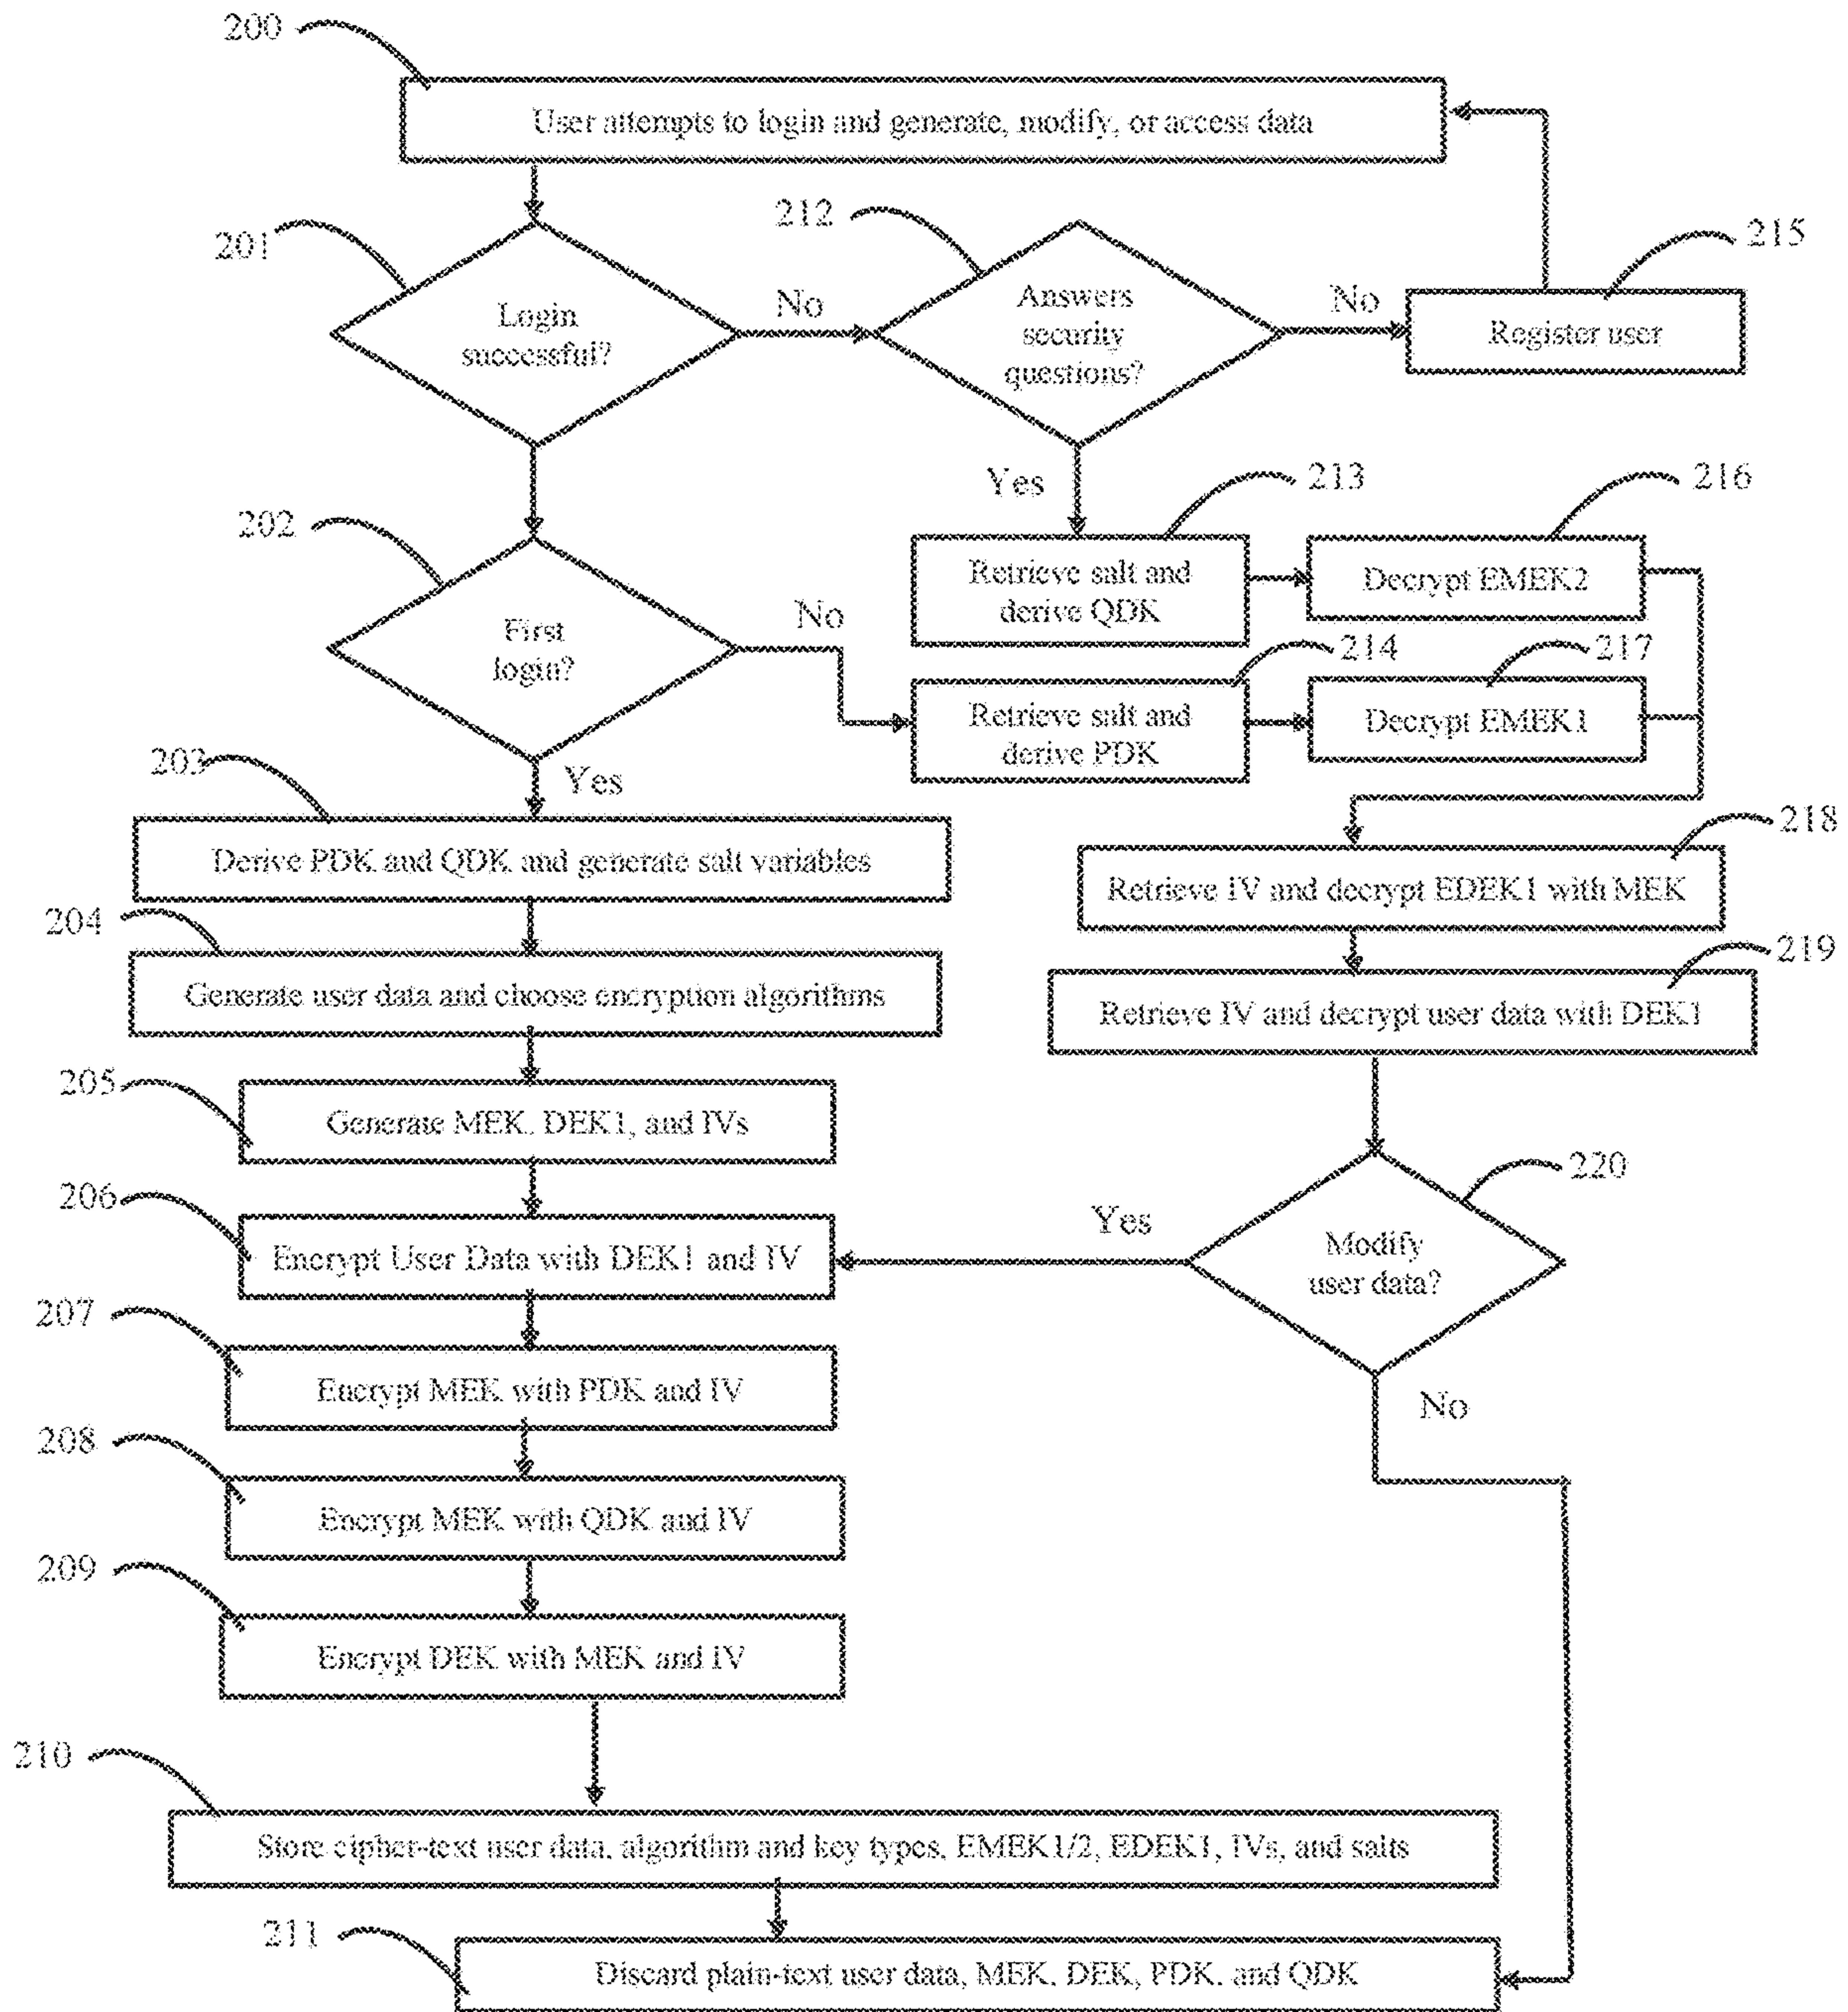 200
User attempts to login and generate, modify, or access data
201
Login
successful?
No
212
Answers
security
questions?
No
215
Register user
Yes
202
First
login?
No
213
Retrieve salt and
derive QDK
216
Decrypt EMEK2
214
Retrieve salt and
derive PDK
217
Decrypt EMEK1
203
Yes
Derive PDK and QDK and generate salt variables
218
Retrieve IV and decrypt EDEK1 with MEK
204
Generate user data and choose encryption algorithms
219
Retrieve IV and decrypt user data with DEK1
205
Generate MEK, DEK1, and IVs
206
Encrypt User Data with DEK1 and IV
Yes
220
Modify
user data?
No
207
Encrypt MEK with PDK and IV
208
Encrypt MEK with QDK and IV
209
Encrypt DEK with MEK and IV
210
Store cipher-text user data, algorithm and key types, EMEK1/2, EDEK1, IVs, and salts
211
Discard plain-text user data, MEK, DEK, PDK, and QDK